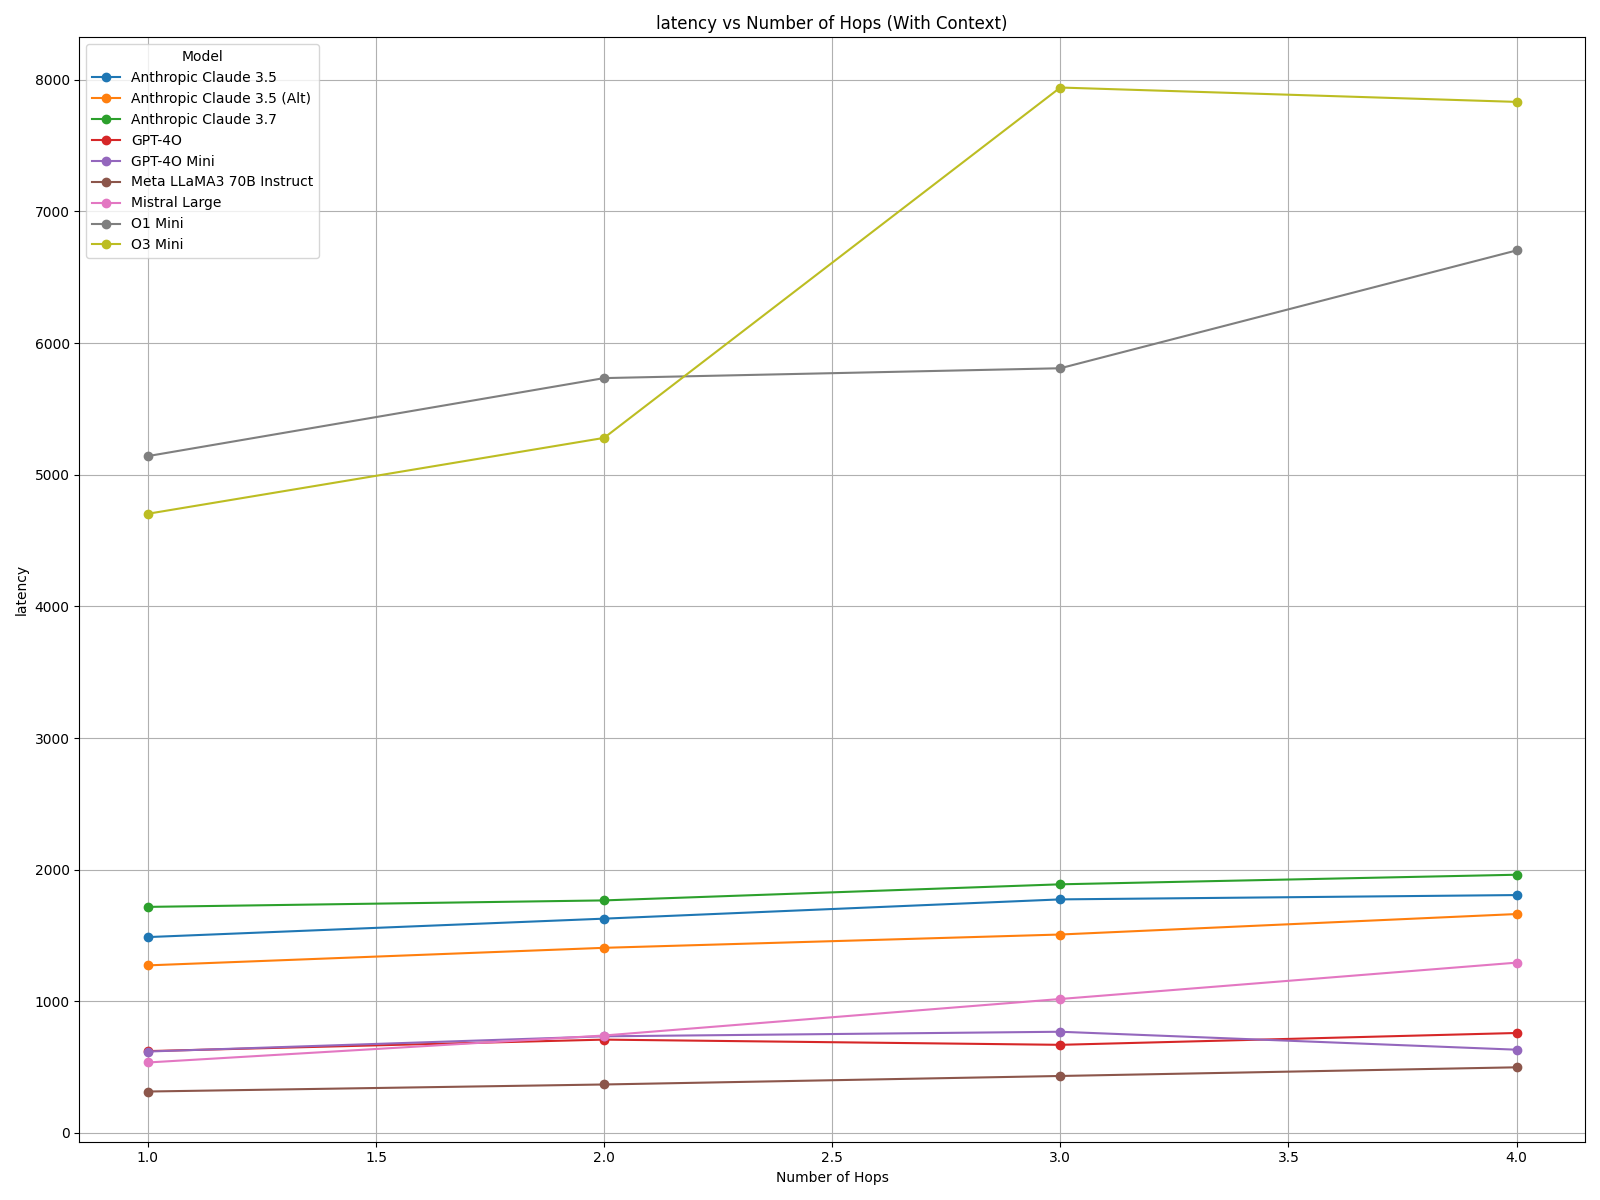 latency vs Number of Hops (With Context)
Model
Anthropic Claude 3.5
Anthropic Claude 3.5 (Alt)
Anthropic Claude 3.7
GPT-4O
GPT-4O Mini
Meta LLaMA3 70B Instruct
Mistral Large
O1 Mini
O3 Mini
8000
7000
6000
5000
4000
3000
2000
1000
0
latency
1.0 1.5 2.0 2.5 3.0 3.5 4.0
Number of Hops